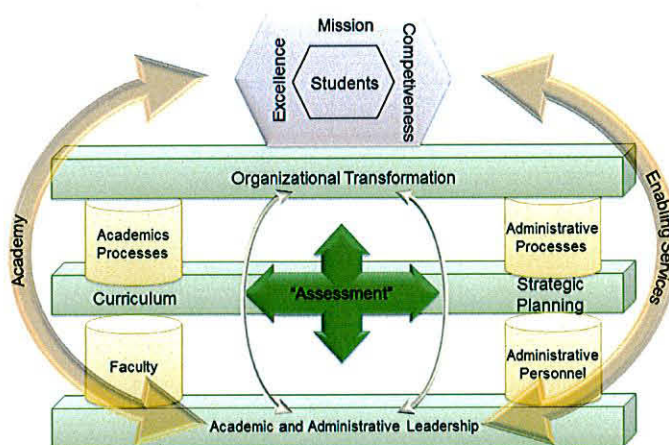 Mission
Excellence
Students
Competiveness
Organizational Transformation
Academy
Enabling Services
Academics
Processes
Administrative
Processes
Curriculum
"Assessment"
Strategic
Planning
Faculty
Administrative
Personnel
Academic and Administrative Leadership